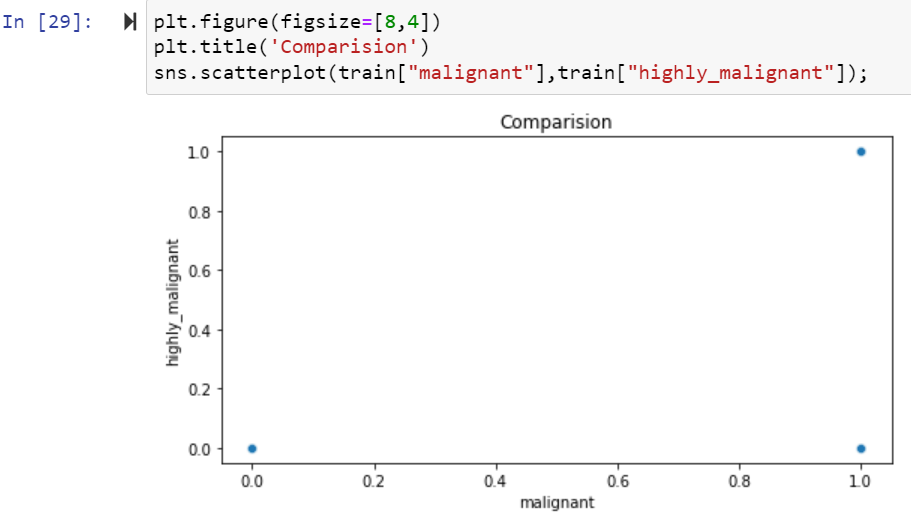 In [29]:
plt.figure(figsize=[8,4])
plt.title('Comparision')
sns.scatterplot(train["malignant"],train["highly_malignant"]);
Comparision
1.0
0.8
0.6
0.4
0.2
0.0
highly_malignant
0.0 0.2 0.4 0.6 0.8 1.0
malignant